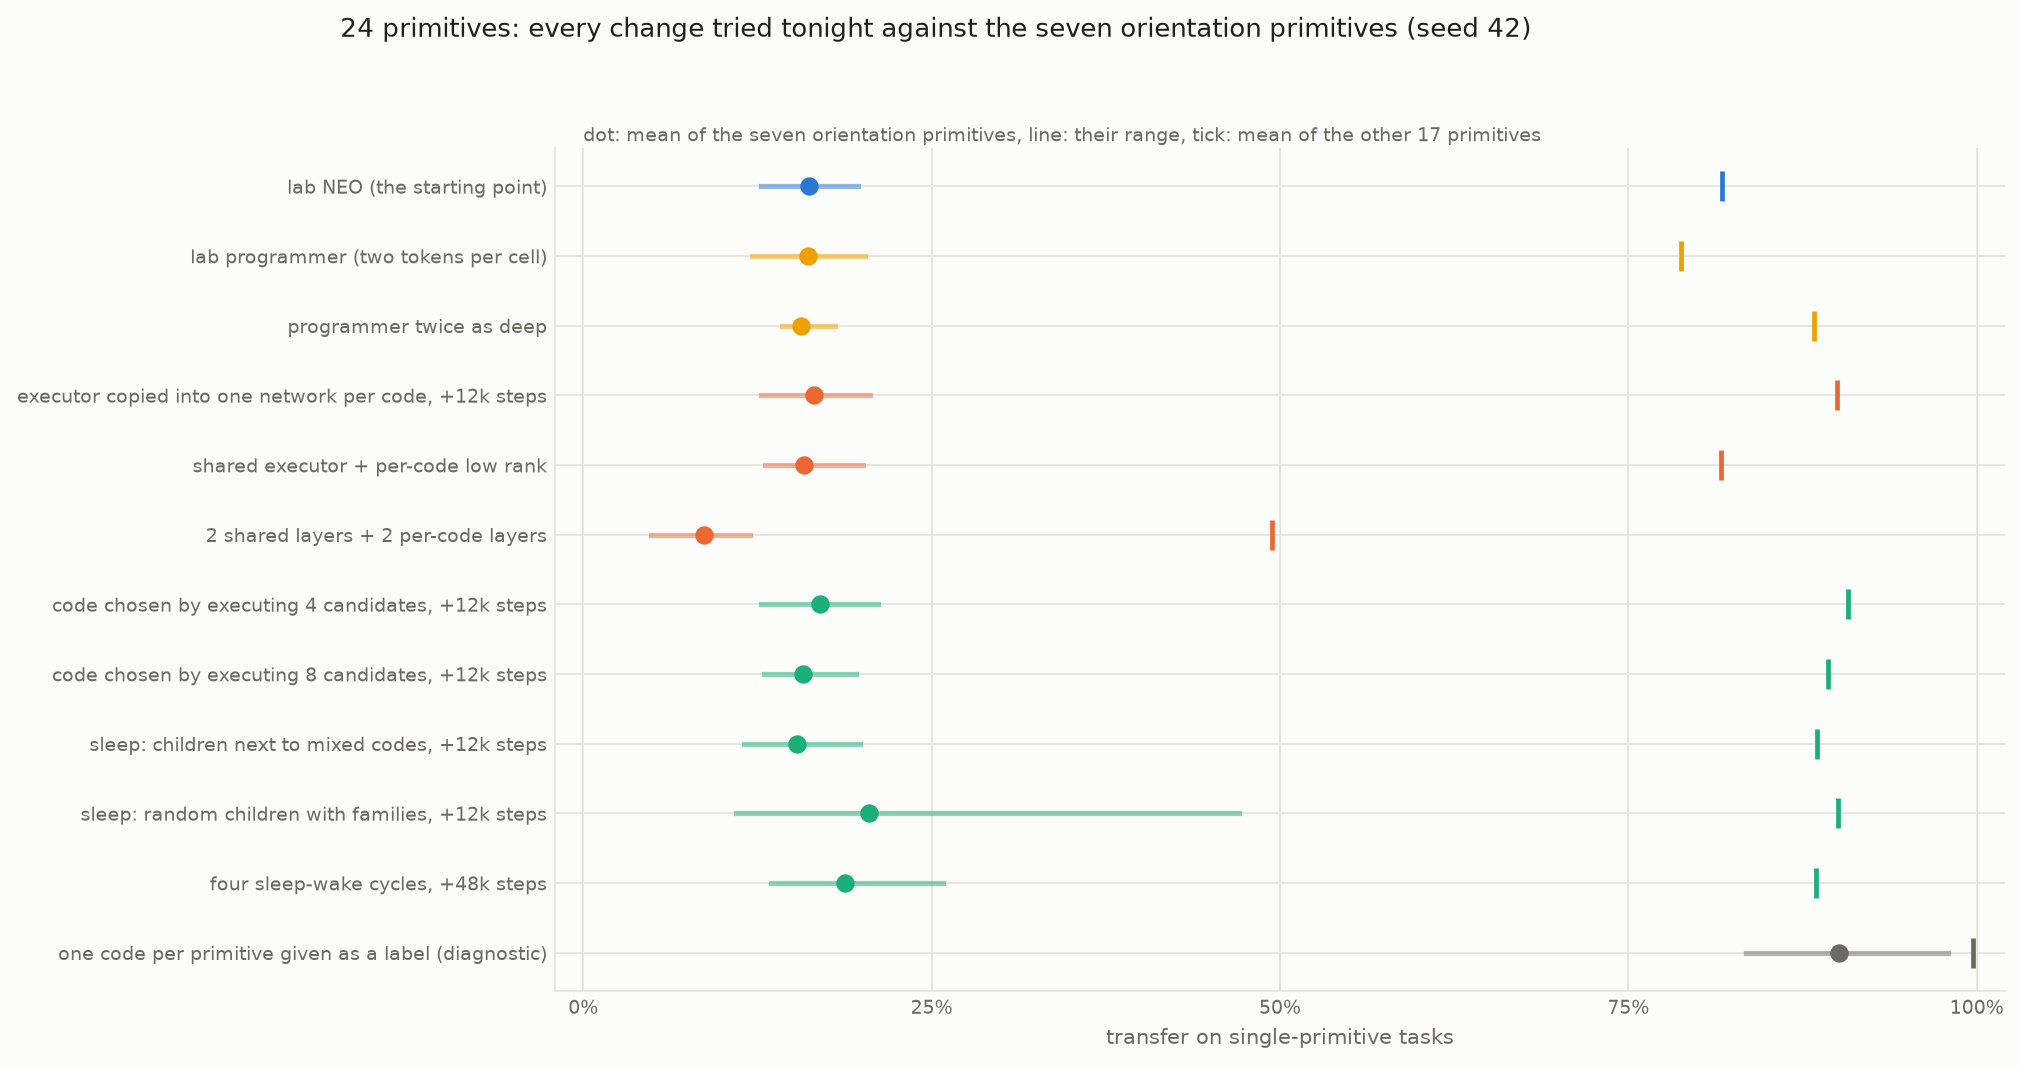 24 primitives: every change tried tonight against the seven orientation primitives (seed 42)
dot: mean of the seven orientation primitives, line: their range, tick: mean of the other 17 primitives
lab NEO (the starting point)
lab programmer (two tokens per cell)
programmer twice as deep
executor copied into one network per code, +12k steps
shared executor + per-code low rank
2 shared layers + 2 per-code layers
code chosen by executing 4 candidates, +12k steps
code chosen by executing 8 candidates, +12k steps
sleep: children next to mixed codes, +12k steps
sleep: random children with families, +12k steps
four sleep-wake cycles, +48k steps
one code per primitive given as a label (diagnostic)
0% 25% 50% 75% 100%
transfer on single-primitive tasks